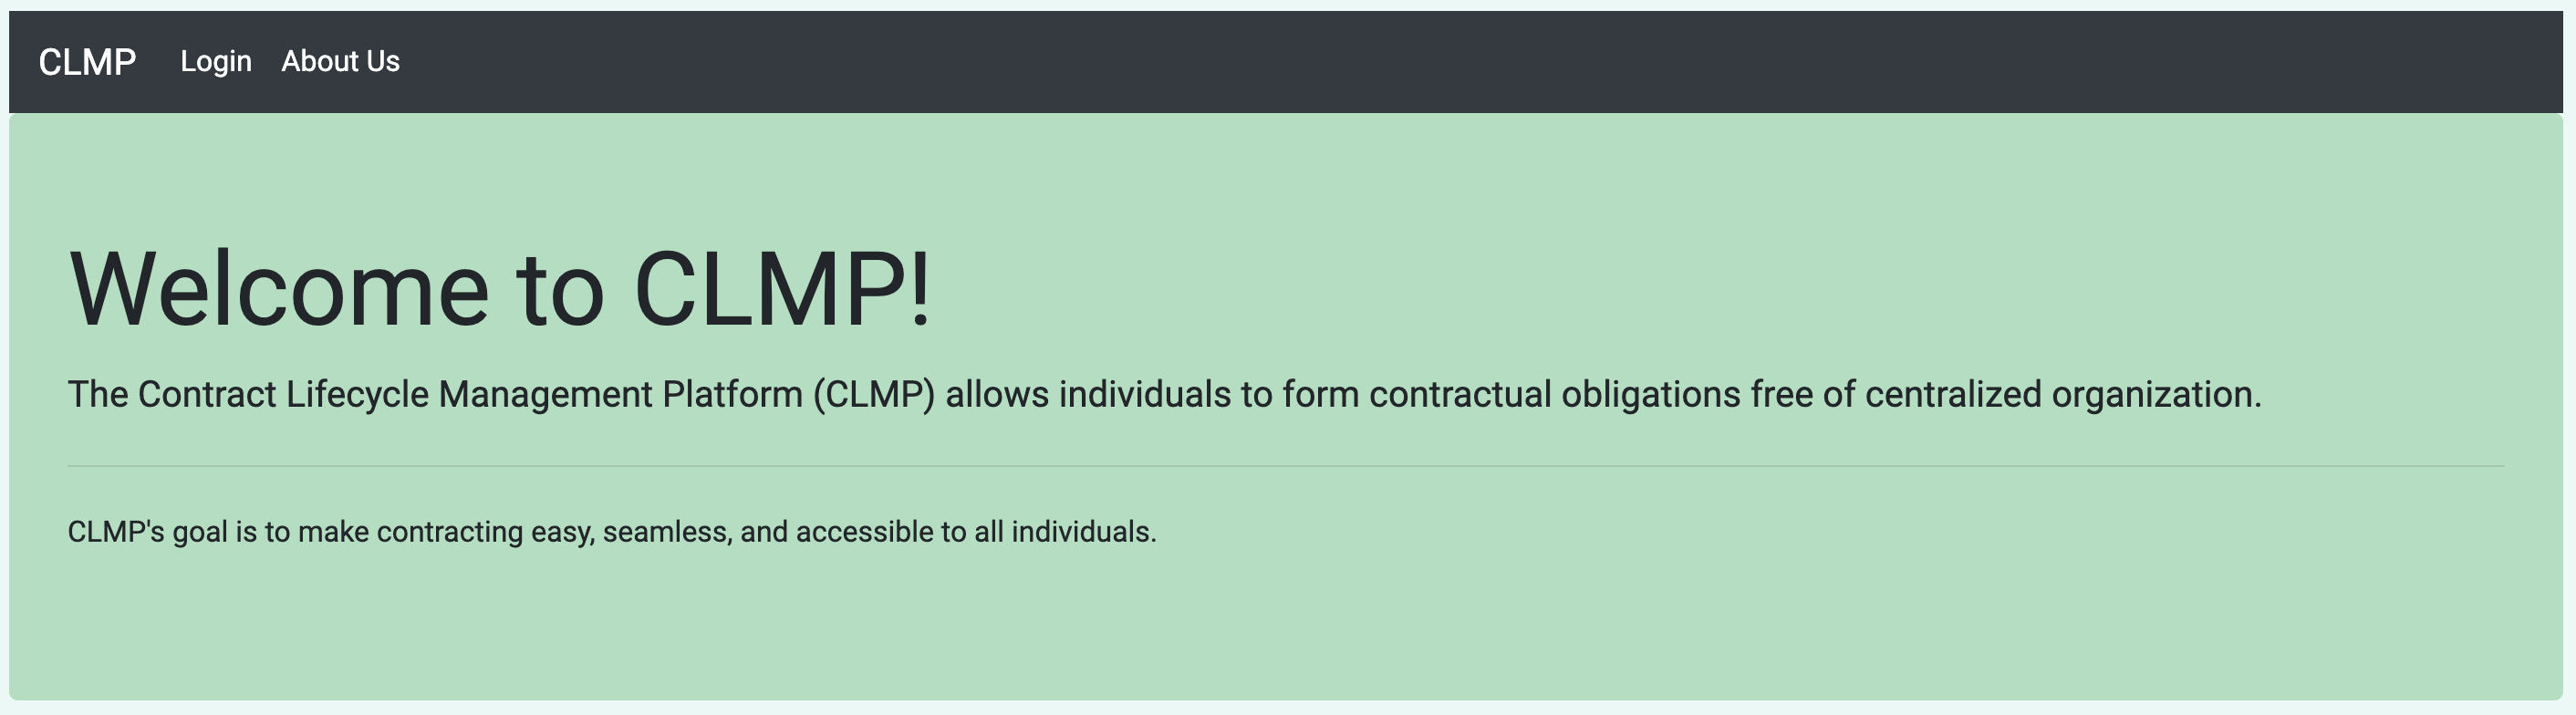 CLMP Login About Us
Welcome to CLMP!
The Contract Lifecycle Management Platform (CLMP) allows individuals to form contractual obligations free of centralized organization.
CLMP's goal is to make contracting easy, seamless, and accessible to all individuals.